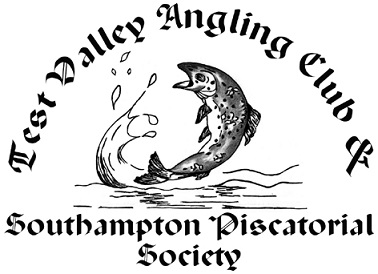 Test Valley Angling Club &
Southampton Piscatorial
Society